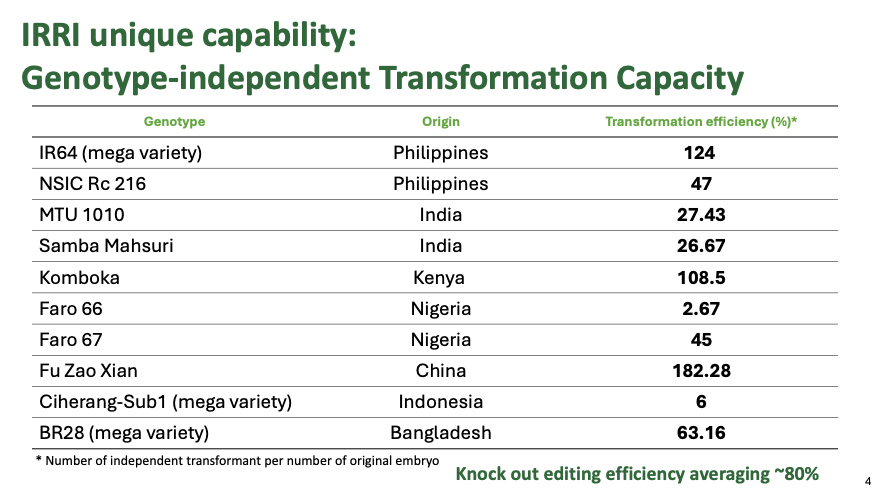 IRRI unique capability:
Genotype-independent Transformation Capacity
Genotype Origin Transformation efficiency (%)*
IR64 (mega variety) Philippines 124
NSIC Rc 216 Philippines 47
MTU 1010 India 27.43
Samba Mahsuri India 26.67
Komboka Kenya 108.5
Faro 66 Nigeria 2.67
Faro 67 Nigeria 45
Fu Zao Xian China 182.28
Ciherang-Sub1 (mega variety) Indonesia 6
BR28 (mega variety) Bangladesh 63.16
* Number of independent transformant per number of original embryo
Knock out editing efficiency averaging ~80%
4